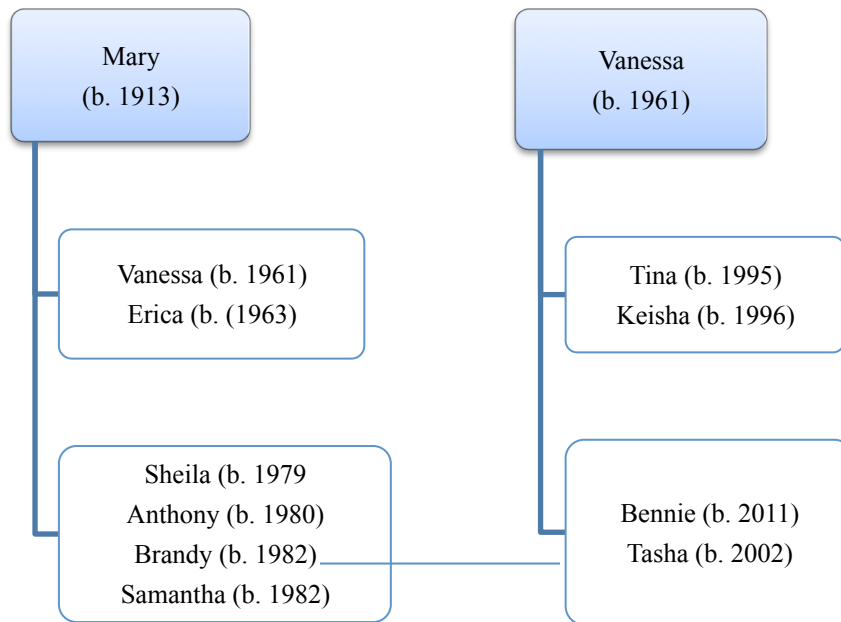 Mary
(b. 1913)
Vanessa
(b. 1961)
Vanessa (b. 1961)
Erica (b. (1963)
Tina (b. 1995)
Keisha (b. 1996)
Sheila (b. 1979
Anthony (b. 1980)
Brandy (b. 1982)
Samantha (b. 1982)
Bennie (b. 2011)
Tasha (b. 2002)